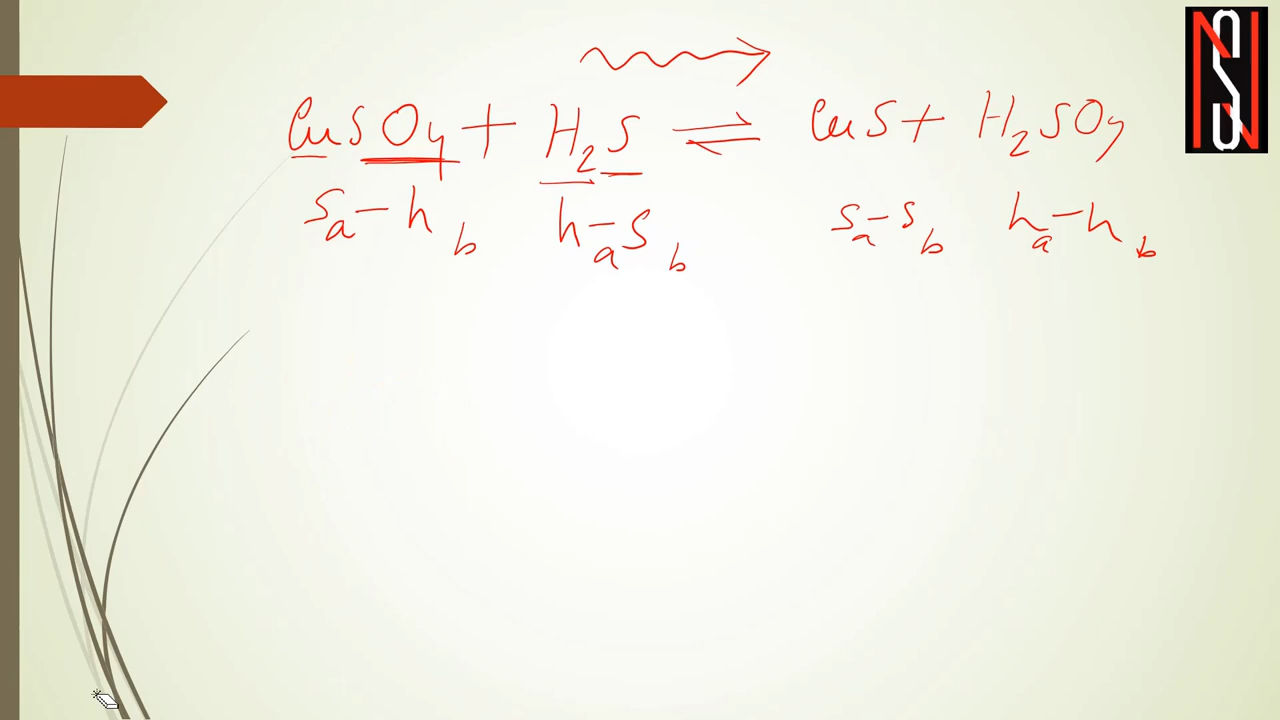 CuSO4 + H2S ⇌ CuS + H2SO4
Sa-hb ha-Sb Sa-Sb ha-hb